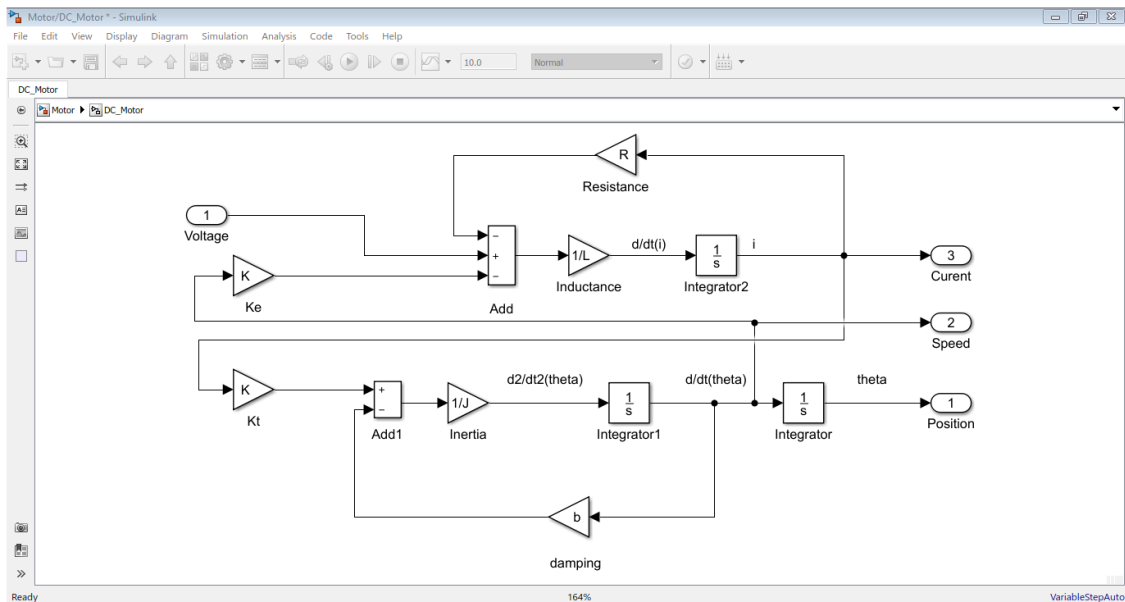 Motor/DC_Motor * - Simulink
File Edit View Display Diagram Simulation Analysis Code Tools Help
10.0 Normal
DC_Motor
Motor DC_Motor
R
Resistance
1
Voltage
−
+
−
1/L
d/dt(i)
1
s
i
3
Curent
Inductance
Integrator2
K
Ke
Add
2
Speed
K
Kt
+
−
Add1
1/J
Inertia
d2/dt2(theta)
1
s
Integrator1
d/dt(theta)
1
s
Integrator
theta
1
Position
b
damping
Ready 164% VariableStepAuto